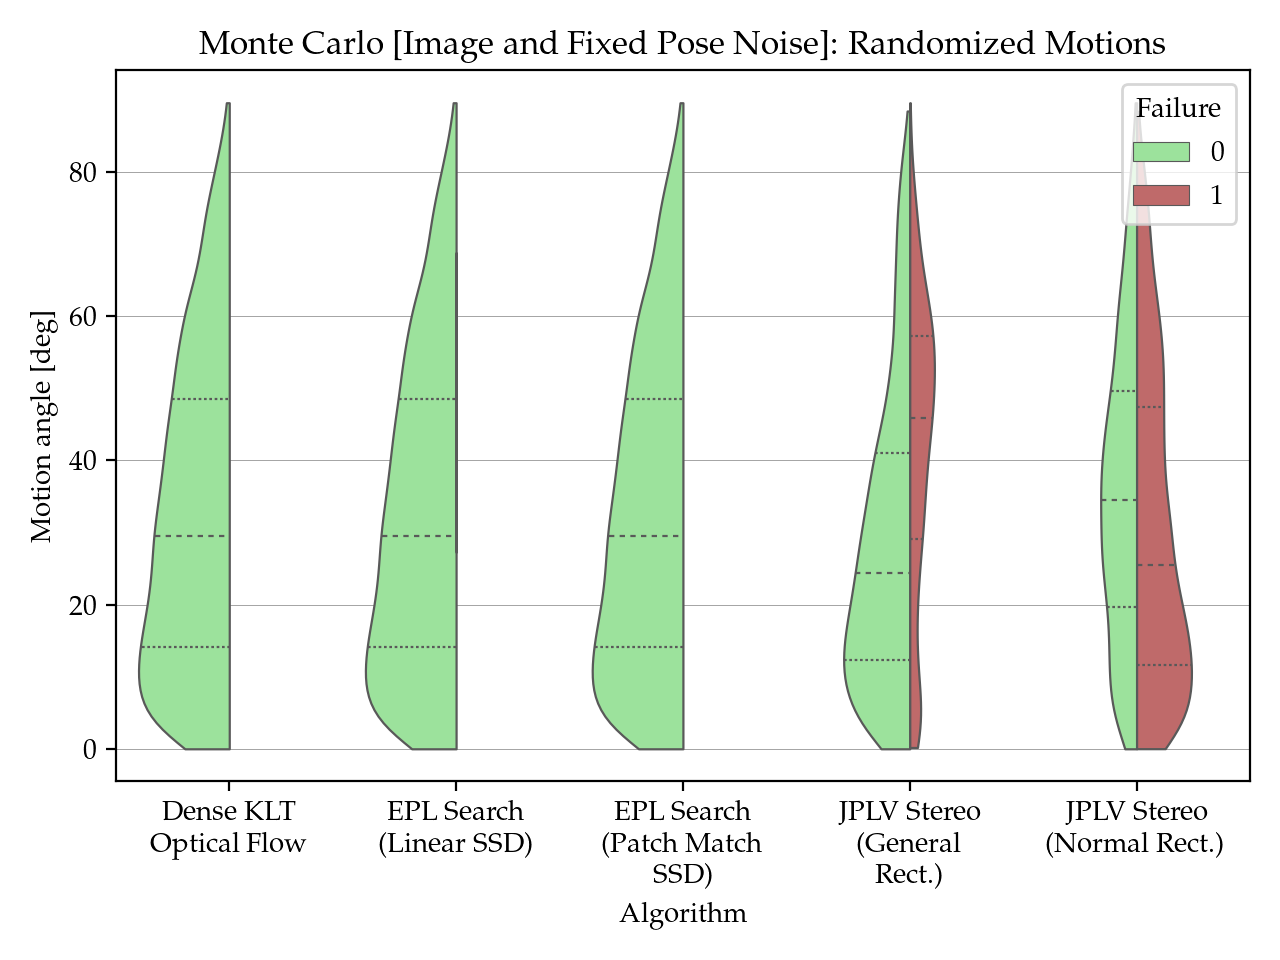 Monte Carlo [Image and Fixed Pose Noise]: Randomized Motions
Failure
0
1
80
60
40
20
0
Motion angle [deg]
Dense KLT
Optical Flow
EPL Search
(Linear SSD)
EPL Search
(Patch Match
SSD)
JPLV Stereo
(General
Rect.)
JPLV Stereo
(Normal Rect.)
Algorithm